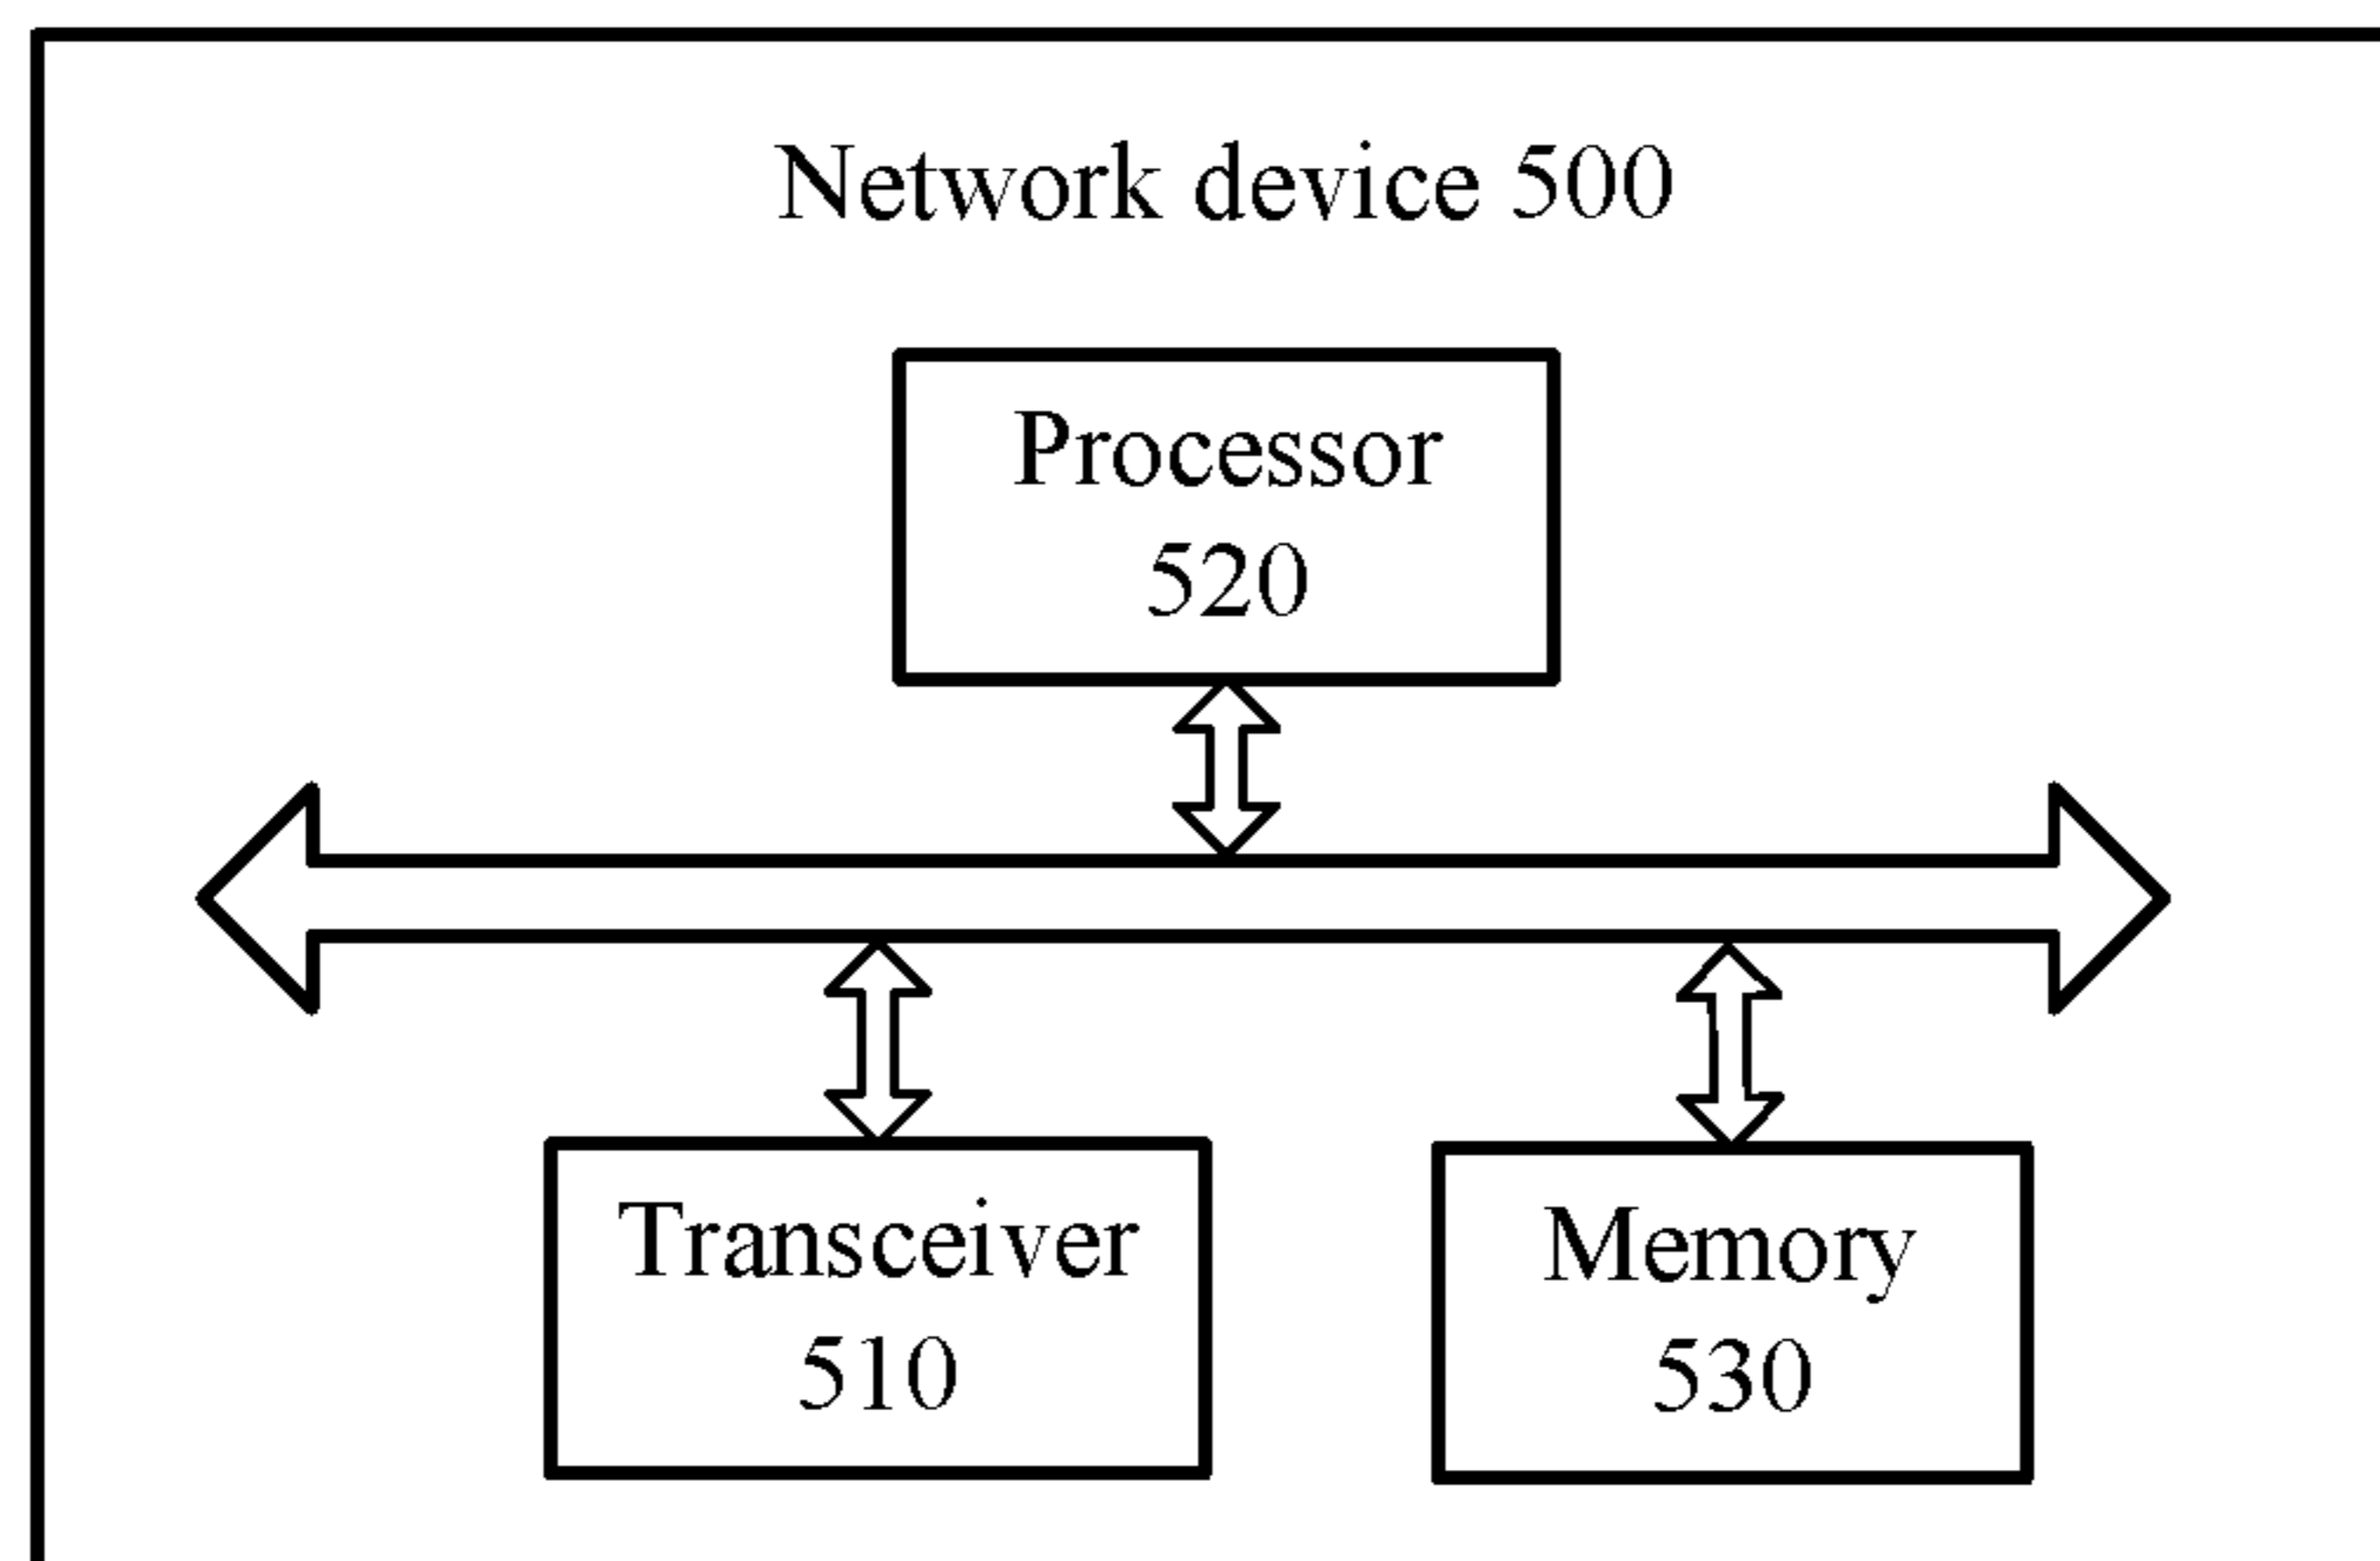 Network device 500
Processor
520
Transceiver
510
Memory
530